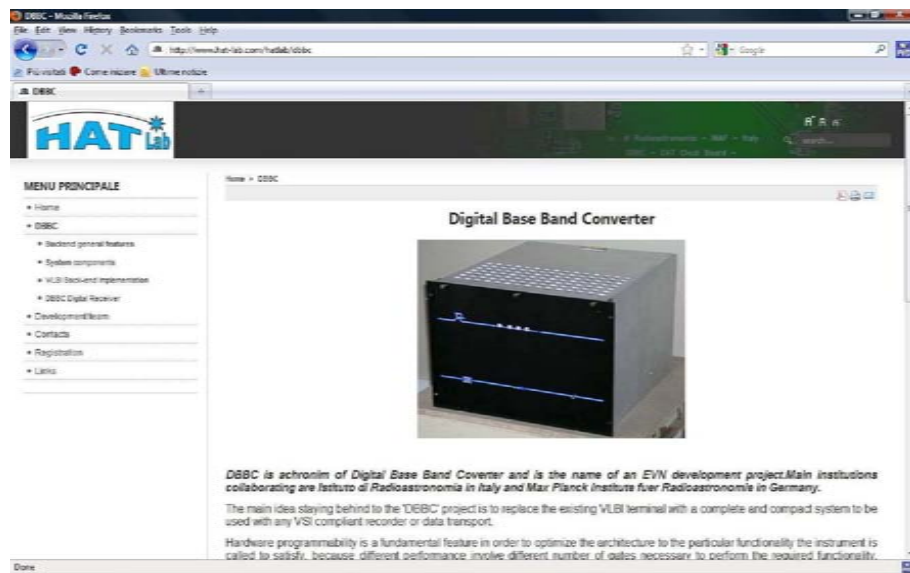 DBBC - Mozilla Firefox
File Edit View History Bookmarks Tools Help
http://www.hat-lab.com/hatlab/dbbc
Google
Più visitati Come iniziare Ultime notizie
DBBC
HAT Lab
search...
MENU PRINCIPALE
Home
DBBC
Backend general features
System components
VLBI Back-end implementation
DBBC Digital Receiver
Development team
Contacts
Registration
Links
Home > DBBC
Digital Base Band Converter
DBBC is achronim of Digital Base Band Coverter and is the name of an EVN development project.Main institutions
collaborating are Istituto di Radioastronomia in Italy and Max Planck Institute fuer Radioastronomie in Germany.
The main idea staying behind to the 'DBBC' project is to replace the existing VLBI terminal with a complete and compact system to be
used with any VSI compliant recorder or data transport.
Hardware programmability is a fundamental feature in order to optimize the architecture to the particular functionality the instrument is
called to satisfy, because different performance involve different number of gates necessary to perform the required functionality.
Done